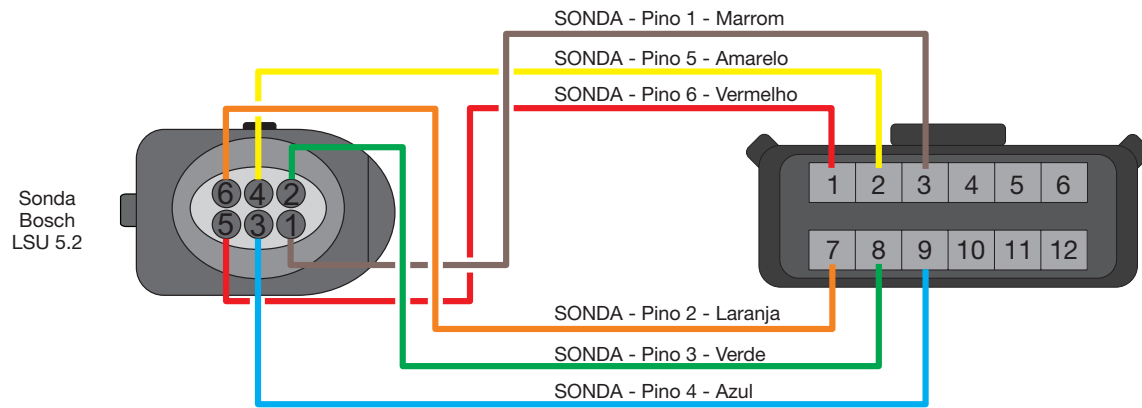 SONDA - Pino 1 - Marrom
SONDA - Pino 5 - Amarelo
SONDA - Pino 6 - Vermelho
Sonda
Bosch
LSU 5.2
6 4 2
5 3 1
1 2 3 4 5 6
7 8 9 10 11 12
SONDA - Pino 2 - Laranja
SONDA - Pino 3 - Verde
SONDA - Pino 4 - Azul